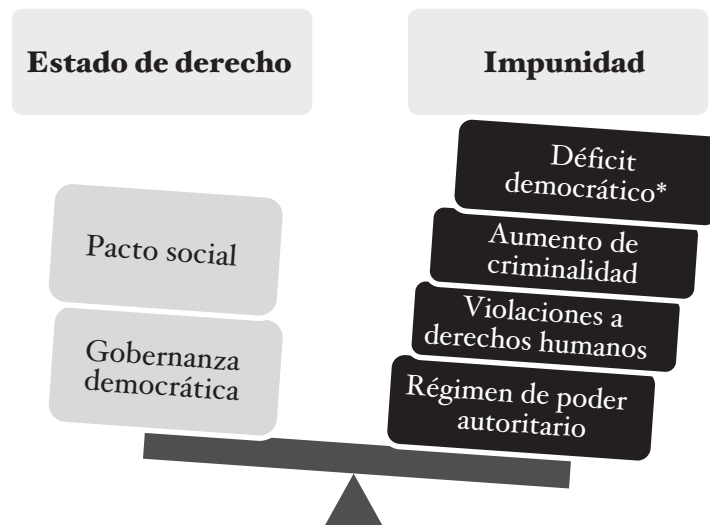 Estado de derecho
Impunidad
Pacto social
Gobernanza
democrática
Déficit
democrático*
Aumento de
criminalidad
Violaciones a
derechos humanos
Régimen de poder
autoritario